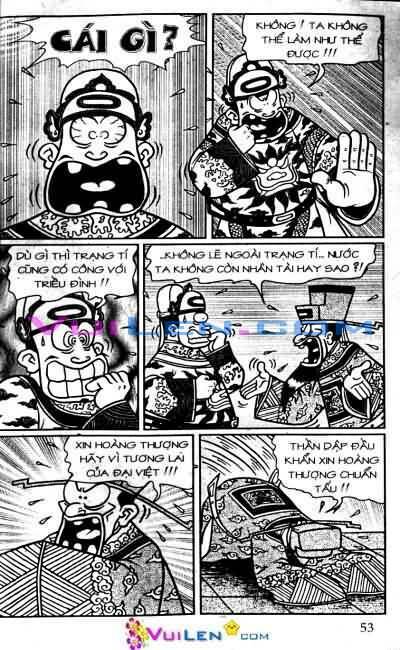 CÁI GÌ?
KHÔNG! TA KHÔNG
THỂ LÀM NHƯ THẾ
ĐƯỢC!!!
DÙ GÌ THÌ TRẠNG TÍ
CŨNG CÓ CÔNG VỚI
TRIỀU ĐÌNH!!
..KHÔNG LẼ NGOÀI TRẠNG TÍ... NƯỚC
TA KHÔNG CÒN NHÂN TÀI HAY SAO?!
VUILEN.COM
XIN HOÀNG THƯỢNG
HÃY VÌ TƯƠNG LAI
CỦA ĐẠI VIỆT!!!
THẦN DẬP ĐẦU
KHẨN XIN HOÀNG
THƯỢNG CHUẨN
TẤU!!
53
VUILEN.COM